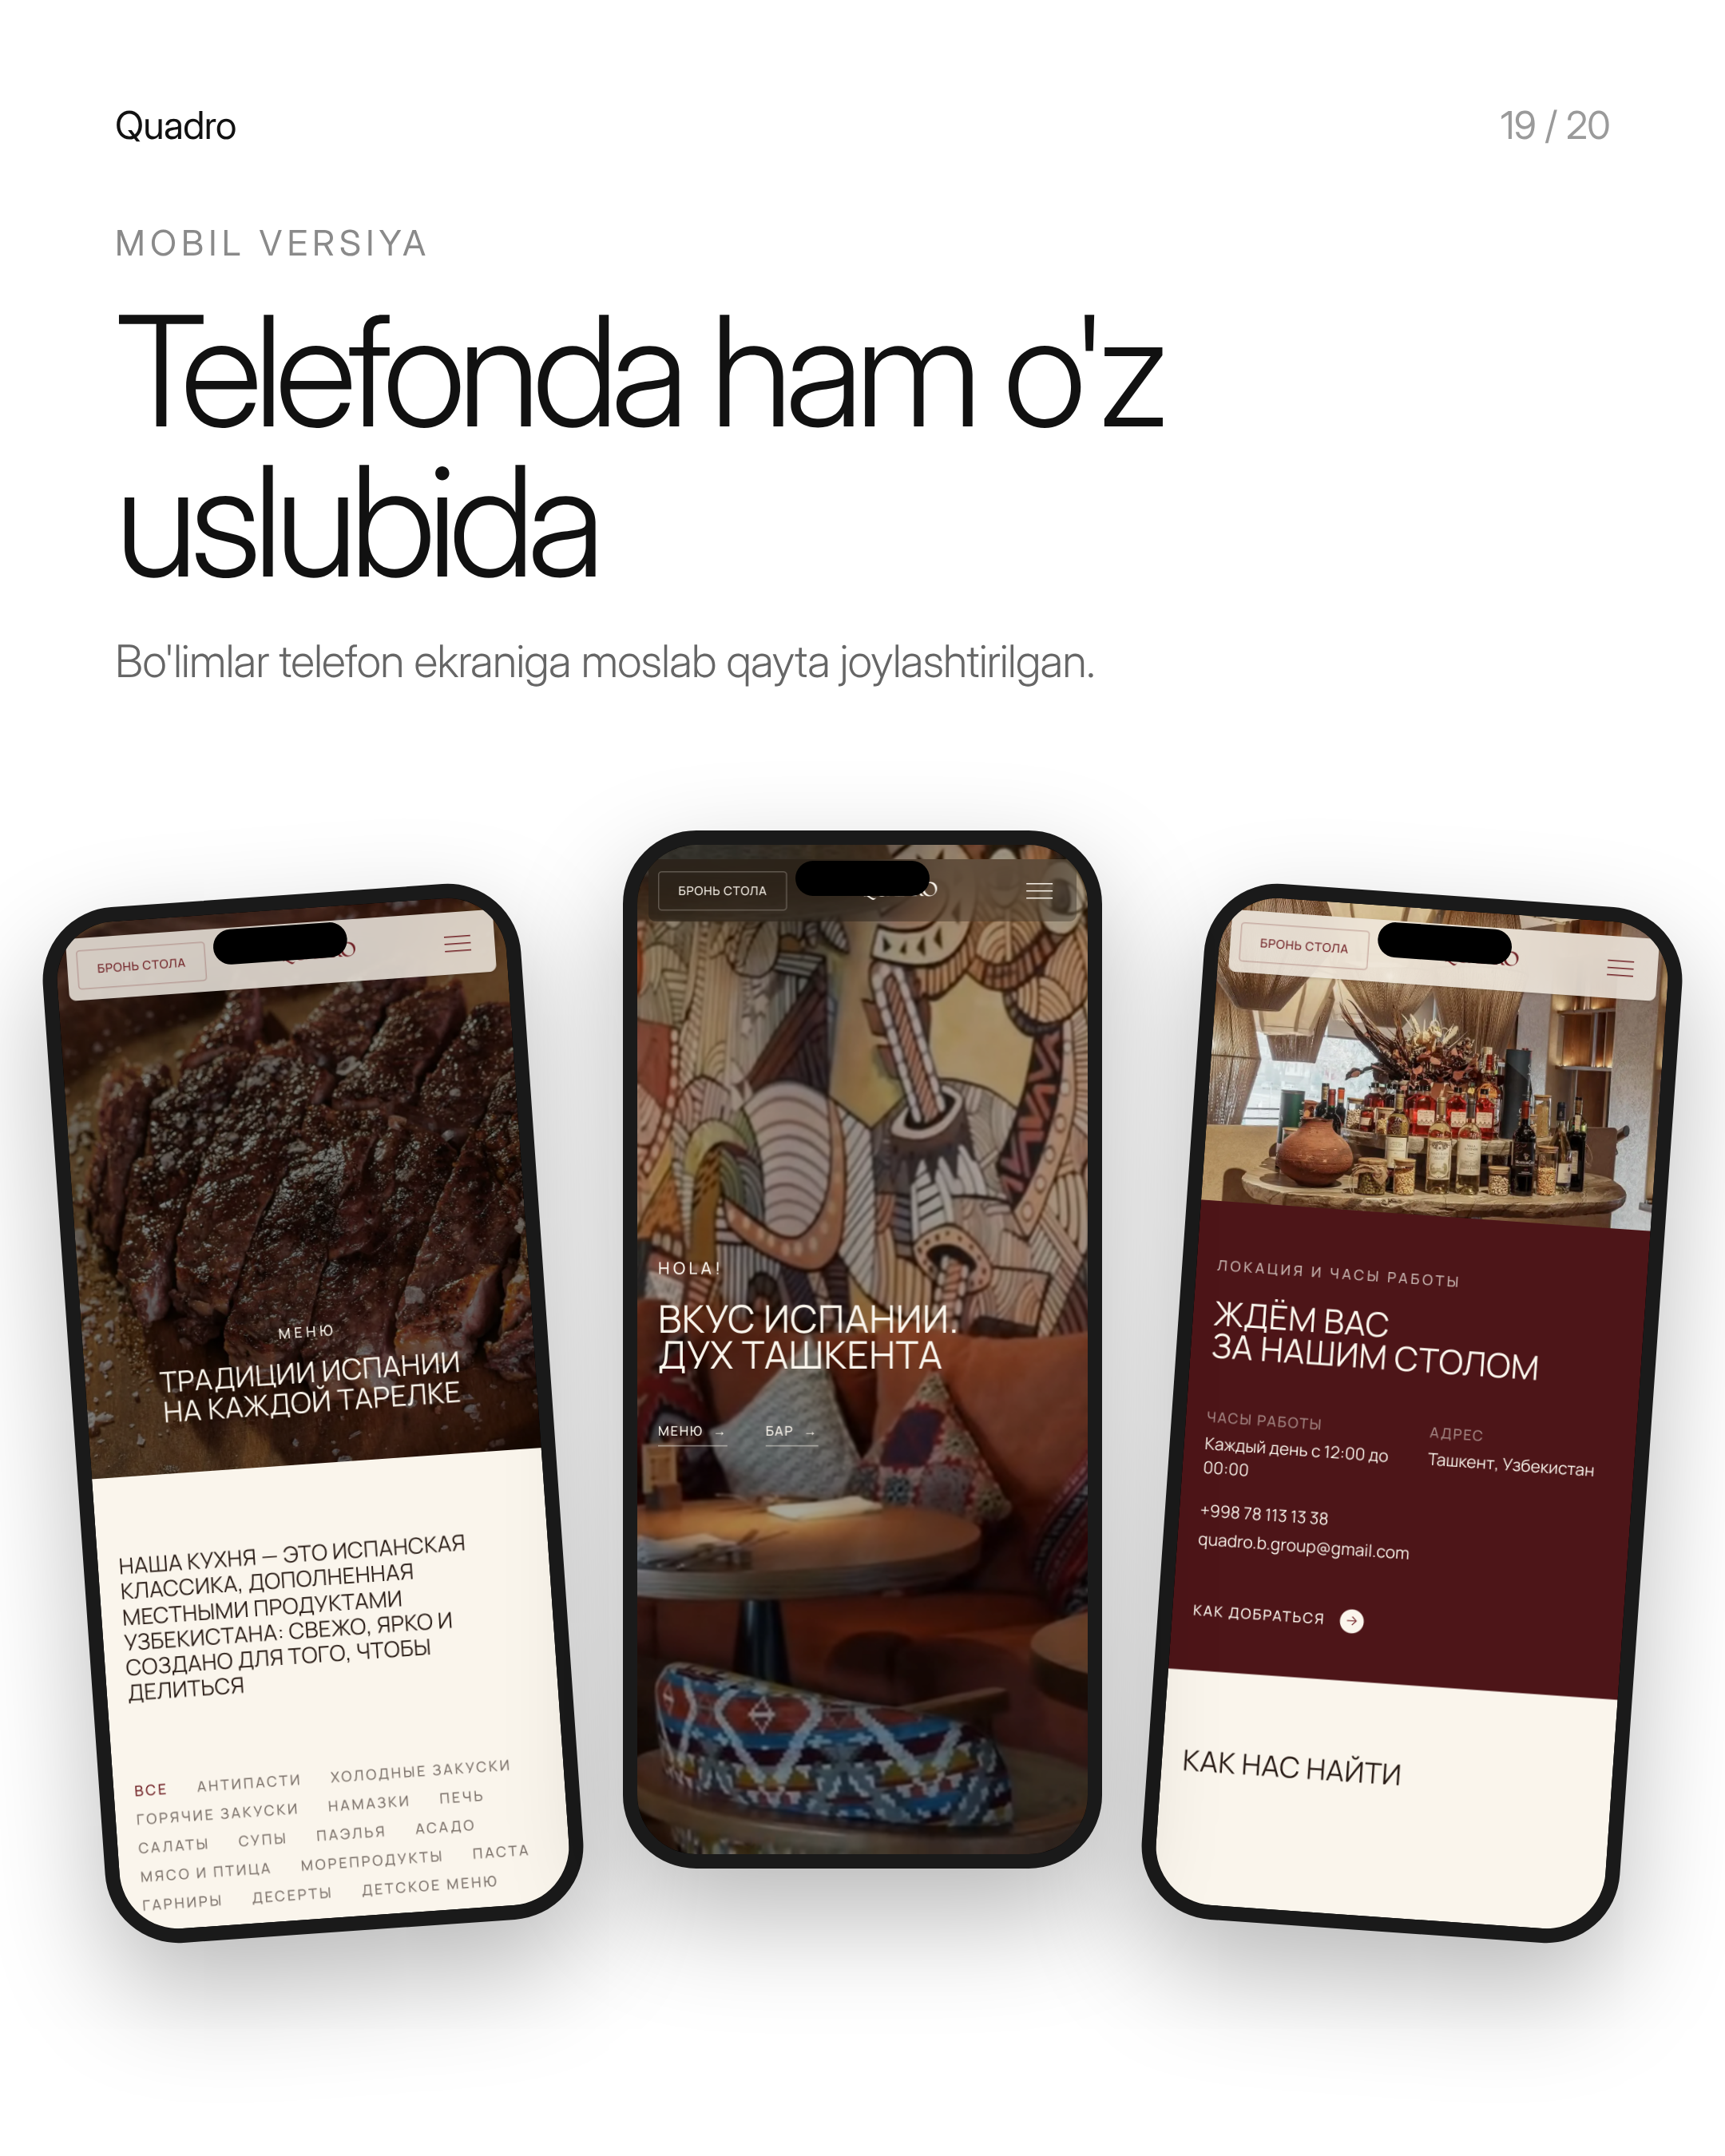 Quadro
19 / 20
MOBIL VERSIYA
Telefonda ham o'z
uslubida
Bo'limlar telefon ekraniga moslab qayta joylashtirilgan.
БРОНЬ СТОЛА
МЕНЮ
ТРАДИЦИИ ИСПАНИИ
НА КАЖДОЙ ТАРЕЛКЕ
НАША КУХНЯ — ЭТО ИСПАНСКАЯ
КЛАССИКА, ДОПОЛНЕННАЯ
МЕСТНЫМИ ПРОДУКТАМИ
УЗБЕКИСТАНА: СВЕЖО, ЯРКО И
СОЗДАНО ДЛЯ ТОГО, ЧТОБЫ
ДЕЛИТЬСЯ
ВСЕ АНТИПАСТИ ХОЛОДНЫЕ ЗАКУСКИ
ГОРЯЧИЕ ЗАКУСКИ НАМАЗКИ ПЕЧЬ
САЛАТЫ СУПЫ ПАЭЛЬЯ АСАДО
МЯСО И ПТИЦА МОРЕПРОДУКТЫ ПАСТА
ГАРНИРЫ ДЕСЕРТЫ ДЕТСКОЕ МЕНЮ
БРОНЬ СТОЛА
HOLA!
ВКУС ИСПАНИИ.
ДУХ ТАШКЕНТА
МЕНЮ → БАР →
БРОНЬ СТОЛА
ЛОКАЦИЯ И ЧАСЫ РАБОТЫ
ЖДЁМ ВАС
ЗА НАШИМ СТОЛОМ
ЧАСЫ РАБОТЫ
Каждый день с 12:00 до
00:00
АДРЕС
Ташкент, Узбекистан
+998 78 113 13 38
quadro.b.group@gmail.com
КАК ДОБРАТЬСЯ →
КАК НАС НАЙТИ